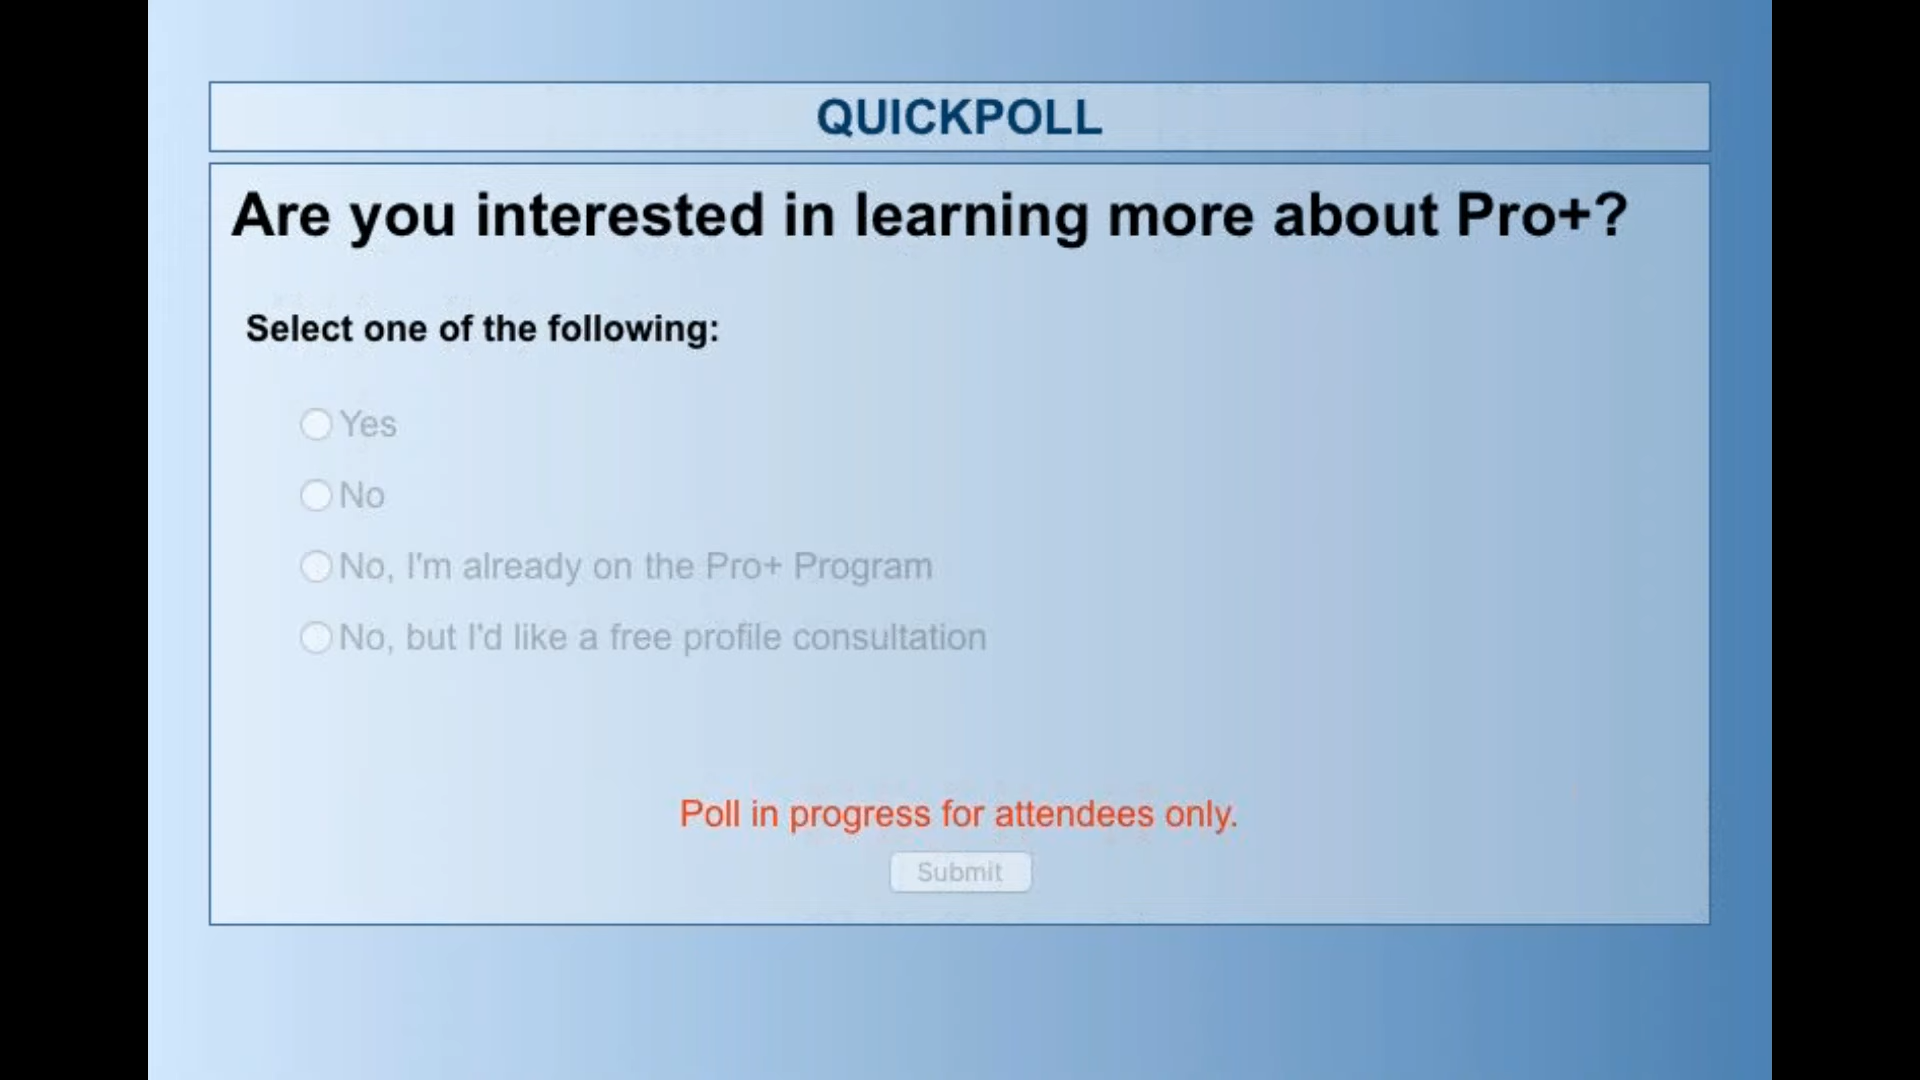 QUICKPOLL
Are you interested in learning more about Pro+?
Select one of the following:
Yes
No
No, I'm already on the Pro+ Program
No, but I'd like a free profile consultation
Poll in progress for attendees only.
Submit